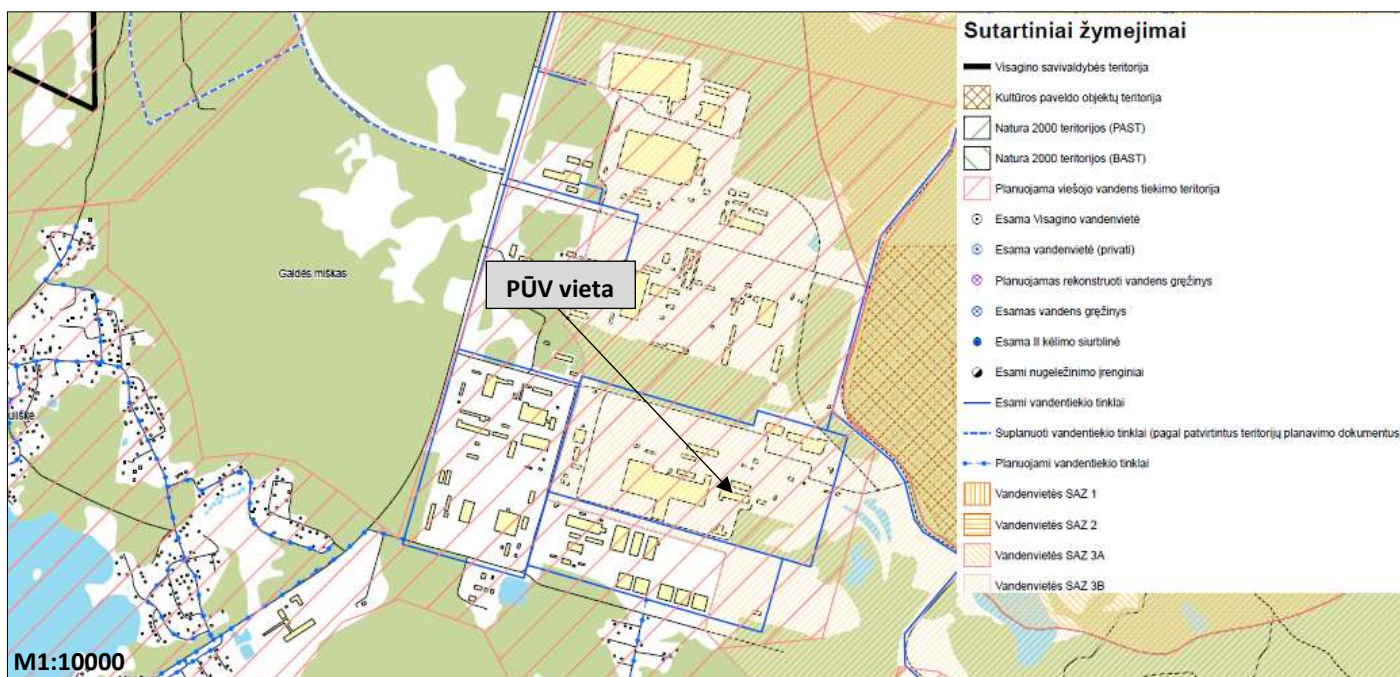 Sutartiniai žymejimai
Visagino savivaldybės teritorija
Kultūros paveldo objektų teritorija
Natura 2000 teritorijos (PAST)
Natura 2000 teritorijos (BAST)
Planuojama viešojo vandens tiekimo teritorija
Esama Visagino vandenvietė
Esama vandenvietė (privati)
Planuojamas rekonstruoti vandens gręžinys
Esamas vandens gręžinys
Esama II kėlimo siurblinė
Esami nugeležinimo įrenginiai
Esami vandentiekio tinklai
Suplanuoti vandentiekio tinklai (pagal patvirtintus teritorijų planavimo dokumentus
Planuojami vandentiekio tinklai
Vandenvietės SAZ 1
Vandenvietės SAZ 2
Vandenvietės SAZ 3A
Vandenvietės SAZ 3B
Galdės miškas
PŪV vieta
M1:10000